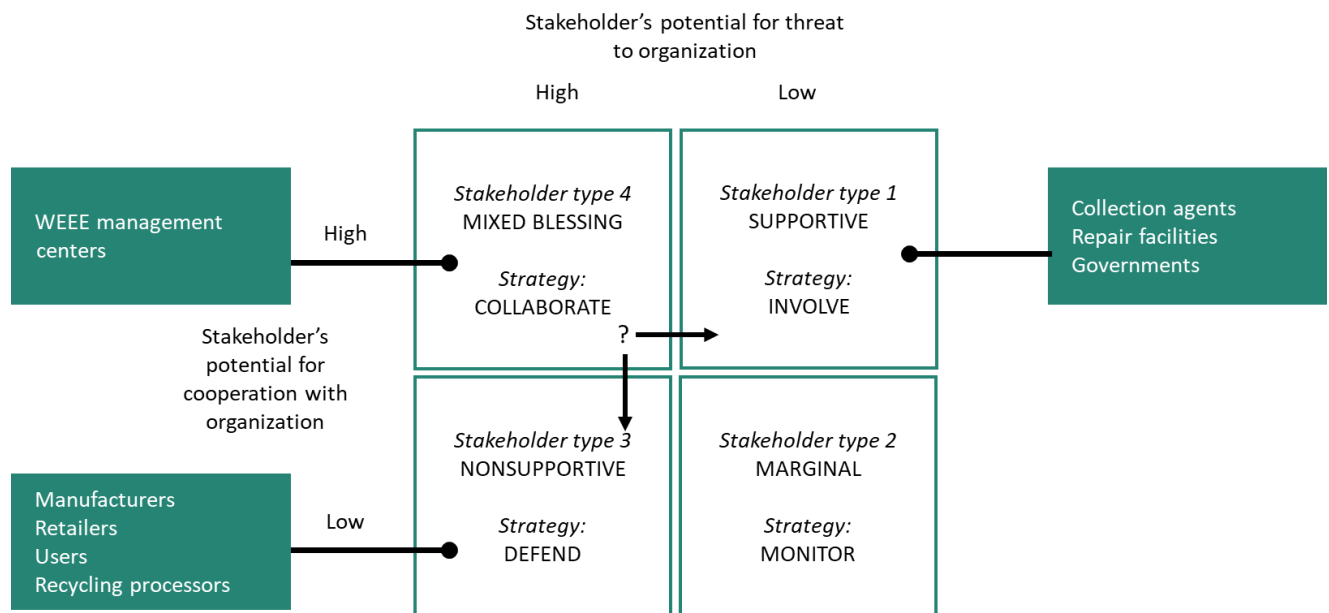 Stakeholder's potential for threat
to organization
High
Low
WEEE management
centers
High
Stakeholder type 4
MIXED BLESSING
Strategy:
COLLABORATE
?
Stakeholder type 1
SUPPORTIVE
Strategy:
INVOLVE
Collection agents
Repair facilities
Governments
Stakeholder's
potential for
cooperation with
organization
Manufacturers
Retailers
Users
Recycling processors
Low
Stakeholder type 3
NONSUPPORTIVE
Strategy:
DEFEND
Stakeholder type 2
MARGINAL
Strategy:
MONITOR